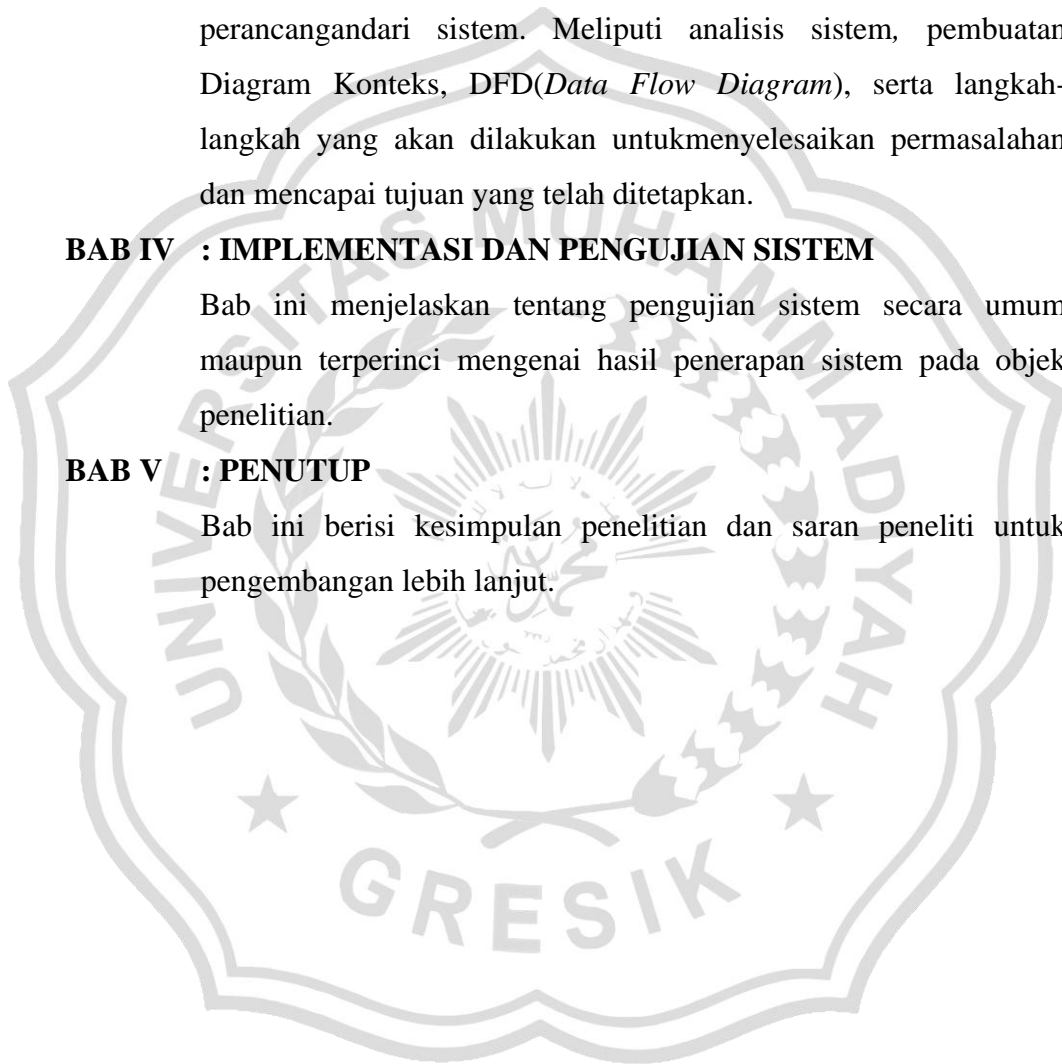 perancangandari sistem. Meliputi analisis sistem, pembuatan
Diagram Konteks, DFD(Data Flow Diagram), serta langkah-
langkah yang akan dilakukan untukmenyelesaikan permasalahan
dan mencapai tujuan yang telah ditetapkan.
BAB IV : IMPLEMENTASI DAN PENGUJIAN SISTEM
Bab ini menjelaskan tentang pengujian sistem secara umum
maupun terperinci mengenai hasil penerapan sistem pada objek
penelitian.
BAB V : PENUTUP
Bab ini berisi kesimpulan penelitian dan saran peneliti untuk
pengembangan lebih lanjut.
UNIVERSITAS MUHAMMADIYAH
GRESIK